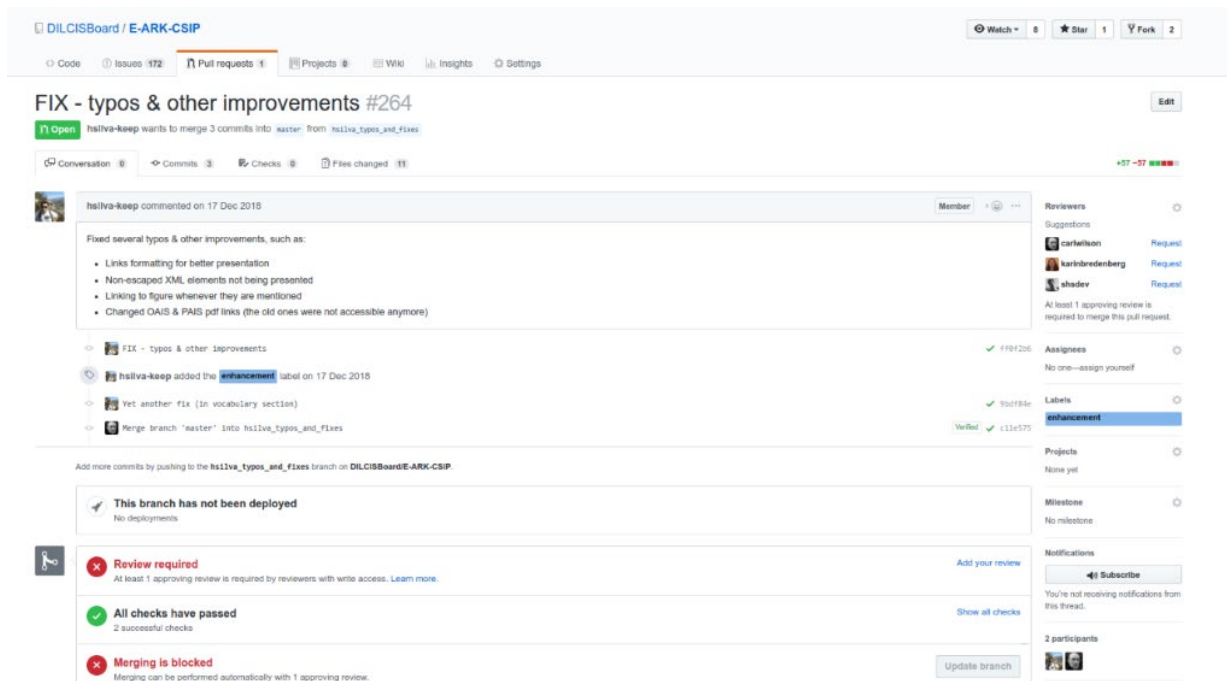 DILCISBoard / E-ARK-CSIP
Watch 8 Star 1 Fork 2
Code Issues 172 Pull requests 1 Projects 0 Wiki Insights Settings
FIX - typos & other improvements #264
Edit
Open hsilva-keep wants to merge 3 commits into master from hsilva_typos_and_fixes
Conversation 0 Commits 3 Checks 0 Files changed 11
+57 −57
hsilva-keep commented on 17 Dec 2018
Member
Fixed several typos & other improvements, such as:
Links formatting for better presentation
Non-escaped XML elements not being presented
Linking to figure whenever they are mentioned
Changed OAIS & PAIS pdf links (the old ones were not accessible anymore)
FIX - typos & other improvements ff0f2b6
hsilva-keep added the enhancement label on 17 Dec 2018
Yet another fix (in vocabulary section) 9bdf84e
Merge branch 'master' into hsilva_typos_and_fixes Verified c11e575
Add more commits by pushing to the hsilva_typos_and_fixes branch on DILCISBoard/E-ARK-CSIP.
This branch has not been deployed
No deployments
Review required
At least 1 approving review is required by reviewers with write access. Learn more.
Add your review
All checks have passed
2 successful checks
Show all checks
Merging is blocked
Merging can be performed automatically with 1 approving review.
Update branch
Reviewers
Suggestions
carlwilson Request
karinbredenberg Request
shsdev Request
At least 1 approving review is
required to merge this pull request.
Assignees
No one—assign yourself
Labels
enhancement
Projects
None yet
Milestone
No milestone
Notifications
Subscribe
You're not receiving notifications from
this thread.
2 participants